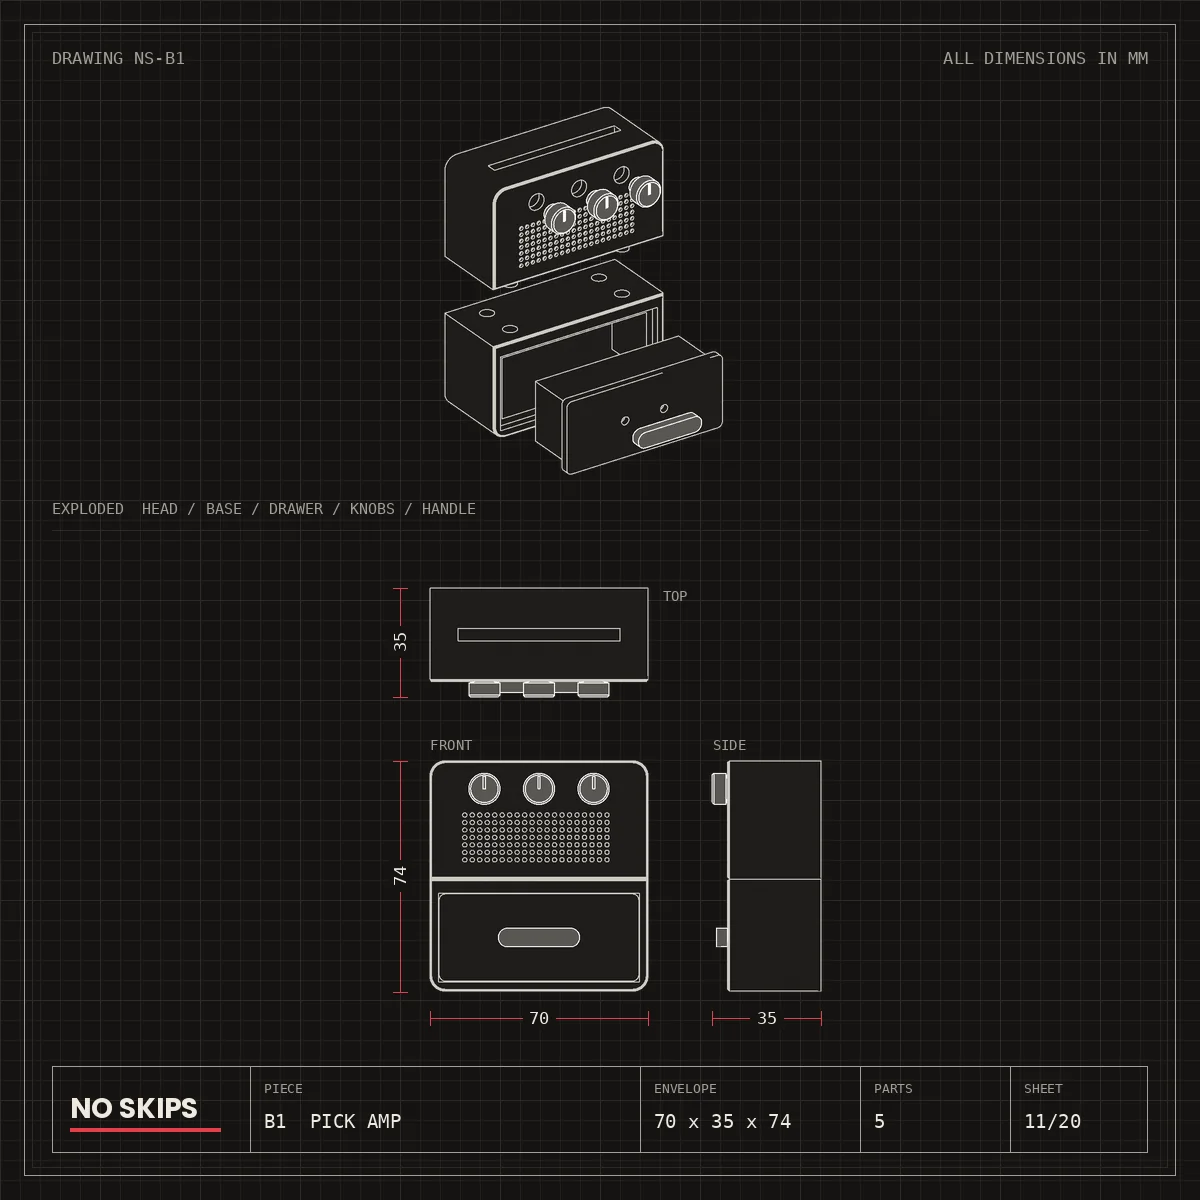 DRAWING NS-B1
ALL DIMENSIONS IN MM
EXPLODED  HEAD / BASE / DRAWER / KNOBS / HANDLE
TOP
35
FRONT
SIDE
74
70
35
NO SKIPS
PIECE
B1  PICK AMP
ENVELOPE
70 x 35 x 74
PARTS
5
SHEET
11/20